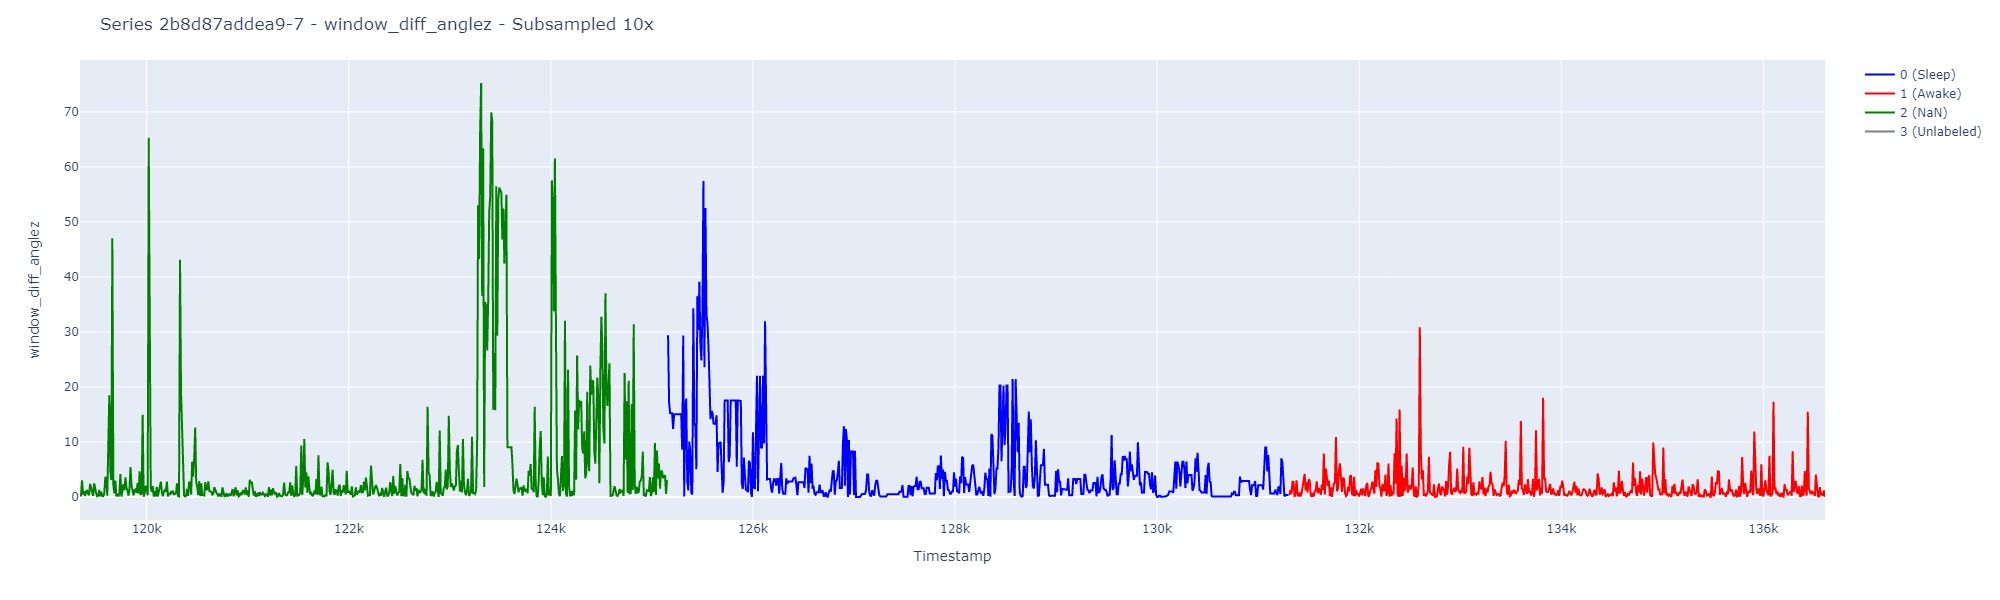 Series 2b8d87addea9-7 - window_diff_anglez - Subsampled 10x
0 (Sleep)
1 (Awake)
2 (NaN)
3 (Unlabeled)
window_diff_anglez
70
60
50
40
30
20
10
0
120k 122k 124k 126k 128k 130k 132k 134k 136k
Timestamp